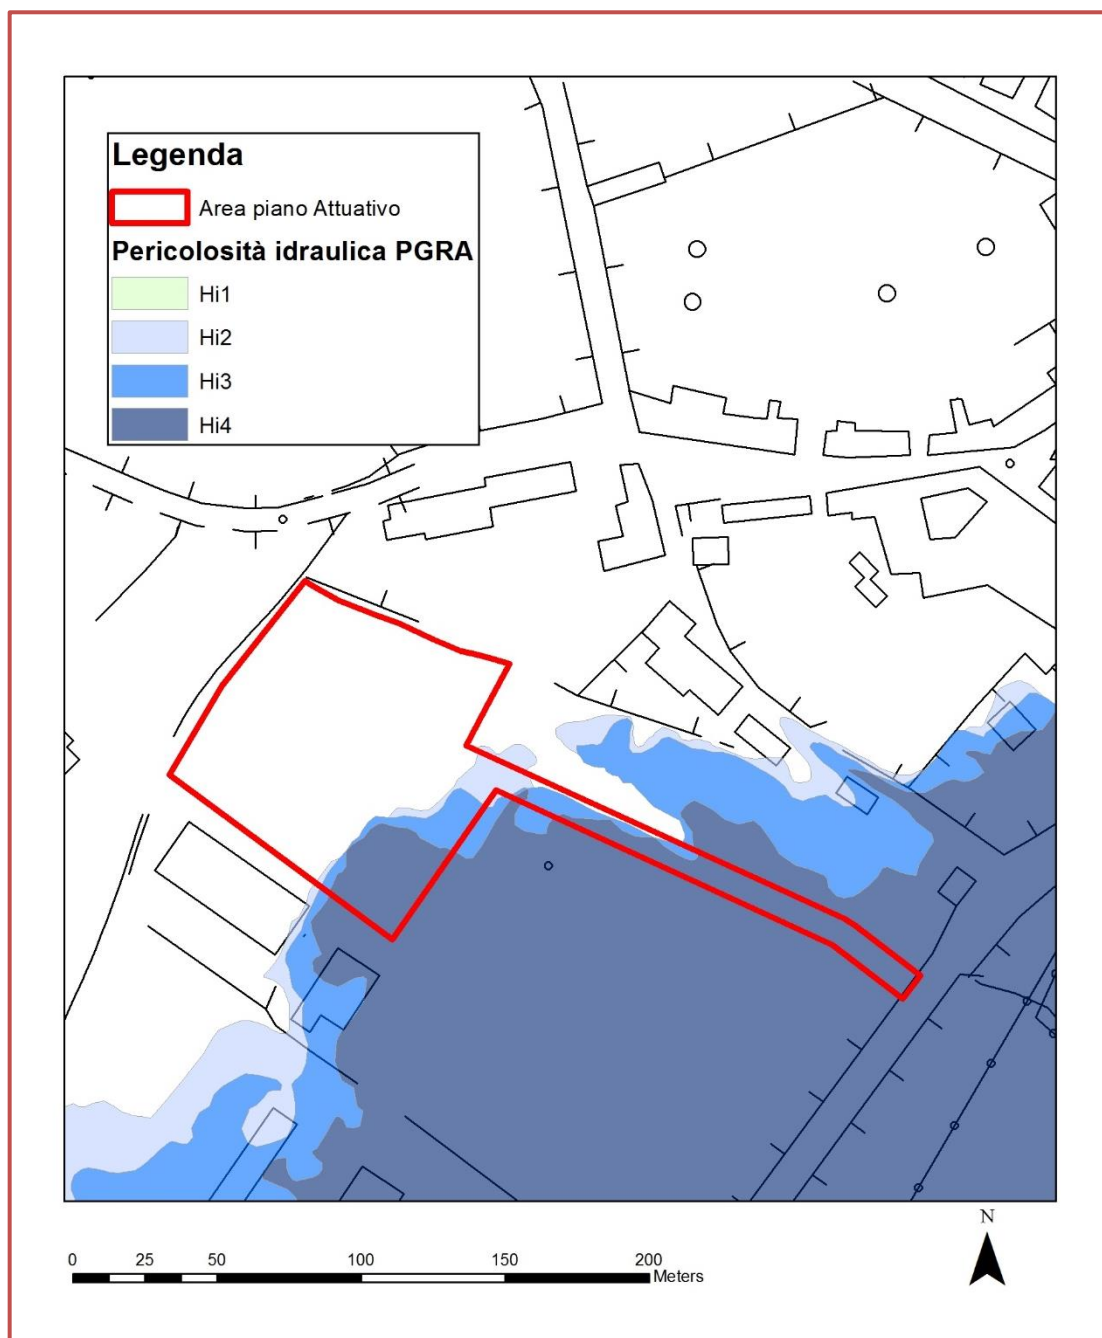 Legenda
Area piano Attuativo
Pericolosità idraulica PGRA
Hi1
Hi2
Hi3
Hi4
N
0 25 50 100 150 200
Meters